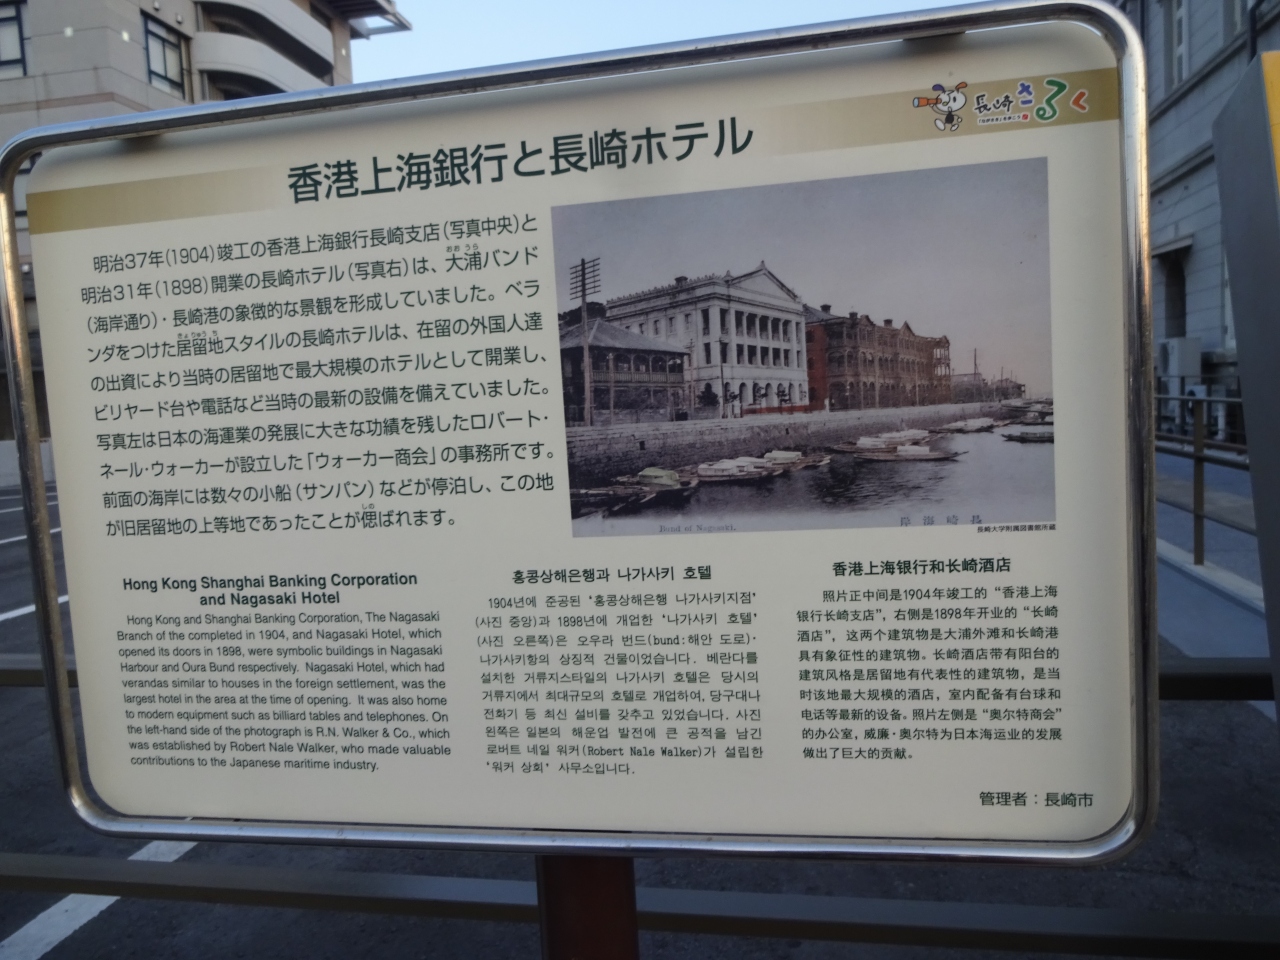 長崎さるく
香港上海銀行と長崎ホテル
明治37年(1904)竣工の香港上海銀行長崎支店(写真中央)と
明治31年(1898)開業の長崎ホテル(写真右)は、大浦バンド
(海岸通り)・長崎港の象徴的な景観を形成していました。ベラ
ンダをつけた居留地スタイルの長崎ホテルは、在留の外国人達
の出資により当時の居留地で最大規模のホテルとして開業し、
ビリヤード台や電話など当時の最新の設備を備えていました。
写真左は日本の海運業の発展に大きな功績を残したロバート・
ネール・ウォーカーが設立した「ウォーカー商会」の事務所です。
前面の海岸には数々の小船(サンパン)などが停泊し、この地
が旧居留地の上等地であったことが偲ばれます。
Bund of Nagasaki.
岸海崎長
長崎大学附属図書館所蔵
Hong Kong Shanghai Banking Corporation
and Nagasaki Hotel
Hong Kong and Shanghai Banking Corporation, The Nagasaki
Branch of the completed in 1904, and Nagasaki Hotel, which
opened its doors in 1898, were symbolic buildings in Nagasaki
Harbour and Oura Bund respectively. Nagasaki Hotel, which had
verandas similar to houses in the foreign settlement, was the
largest hotel in the area at the time of opening. It was also home
to modern equipment such as billiard tables and telephones. On
the left-hand side of the photograph is R.N. Walker & Co., which
was established by Robert Nale Walker, who made valuable
contributions to the Japanese maritime industry.
홍콩상해은행과 나가사키 호텔
1904년에 준공된 '홍콩상해은행 나가사키지점'
(사진 중앙)과 1898년에 개업한 '나가사키 호텔'
(사진 오른쪽)은 오우라 번드(bund:해안 도로)·
나가사키항의 상징적 건물이었습니다. 베란다를
설치한 거류지스타일의 나가사키 호텔은 당시의
거류지에서 최대규모의 호텔로 개업하여, 당구대나
전화기 등 최신 설비를 갖추고 있었습니다. 사진
왼쪽은 일본의 해운업 발전에 큰 공적을 남긴
로버트 네일 워커(Robert Nale Walker)가 설립한
'워커 상회' 사무소입니다.
香港上海银行和长崎酒店
照片正中间是1904年竣工的“香港上海
银行长崎支店”, 右侧是1898年开业的“长崎
酒店”, 这两个建筑物是大浦外滩和长崎港
具有象征性的建筑物。长崎酒店带有阳台的
建筑风格是居留地有代表性的建筑物, 是当
时该地最大规模的酒店, 室内配备有台球和
电话等最新的设备。照片左侧是“奥尔特商会”
的办公室, 威廉·奥尔特为日本海运业的发展
做出了巨大的贡献。
管理者：長崎市